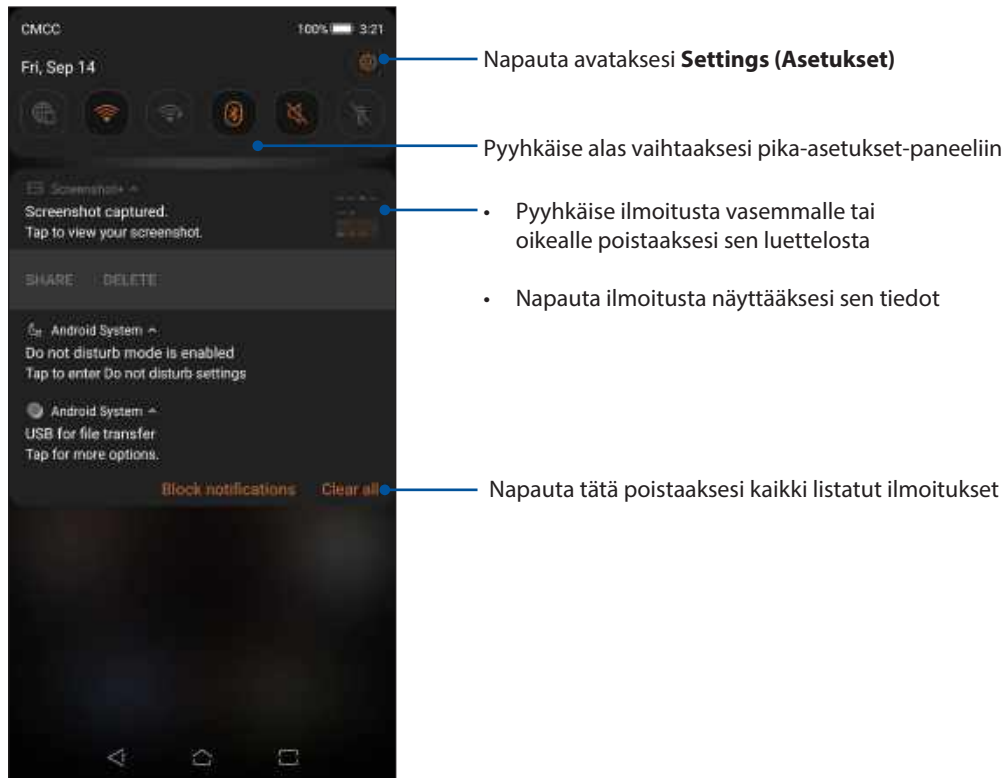 CMCC 100% 3:21
Fri, Sep 14
Napauta avataksesi Settings (Asetukset)
Pyyhkäise alas vaihtaaksesi pika-asetukset-paneeliin
Screenshot+
Screenshot captured.
Tap to view your screenshot.
• Pyyhkäise ilmoitusta vasemmalle tai
oikealle poistaaksesi sen luettelosta
• Napauta ilmoitusta näyttääksesi sen tiedot
SHARE DELETE
Android System
Do not disturb mode is enabled
Tap to enter Do not disturb settings
Android System
USB for file transfer
Tap for more options.
Block notifications Clear all
Napauta tätä poistaaksesi kaikki listatut ilmoitukset